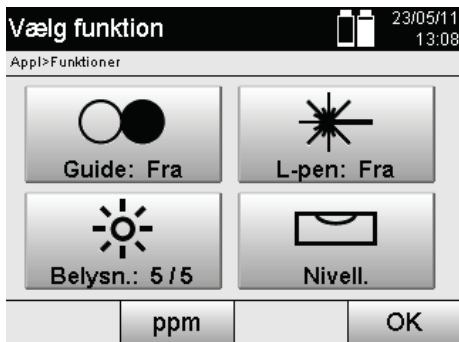 Vælg funktion
23/05/11
13:08
Appl>Funktioner
Guide: Fra
L-pen: Fra
Belysn.: 5/5
Nivell.
ppm
OK